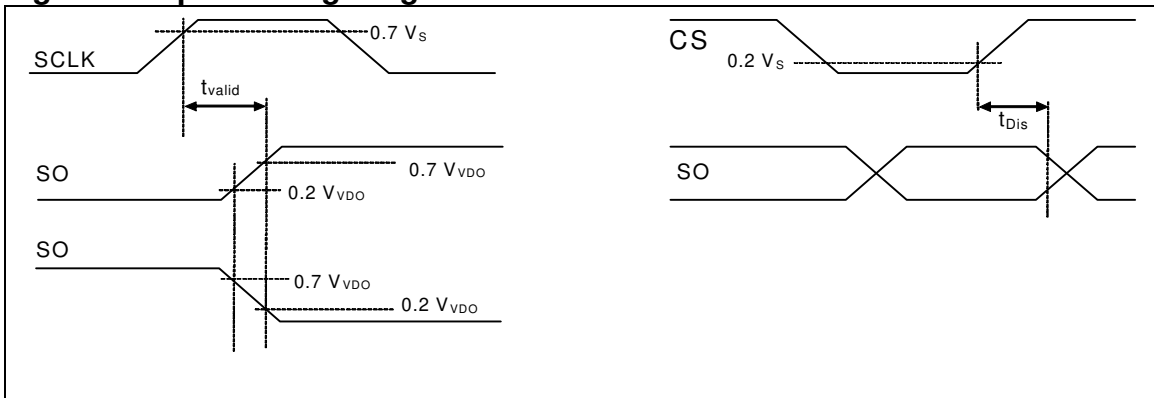 SCLK
0.7 VS
tvalid
SO
0.7 VVDO
0.2 VVDO
SO
0.7 VVDO
0.2 VVDO
CS
0.2 VS
tDis
SO